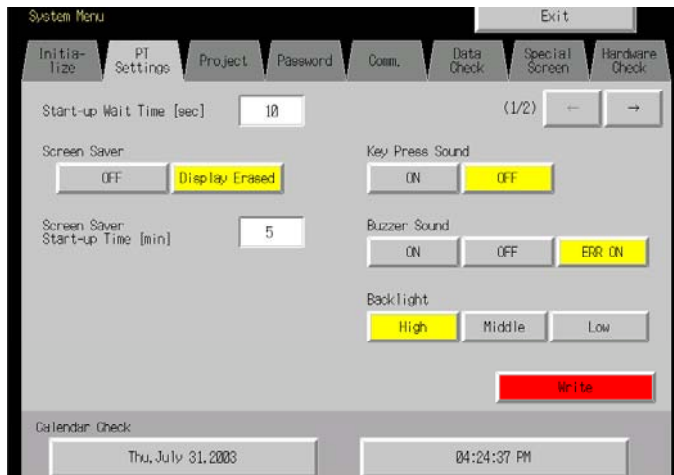 System Menu
Exit
Initia-
lize
PT
Settings
Project
Password
Comm.
Data
Check
Special
Screen
Hardware
Check
Start-up Wait Time [sec]
10
(1/2)
←
→
Screen Saver
OFF
Display Erased
Key Press Sound
ON
OFF
Screen Saver
Start-up Time [min]
5
Buzzer Sound
ON
OFF
ERR ON
Backlight
High
Middle
Low
Write
Calendar Check
Thu,July 31,2003
04:24:37 PM